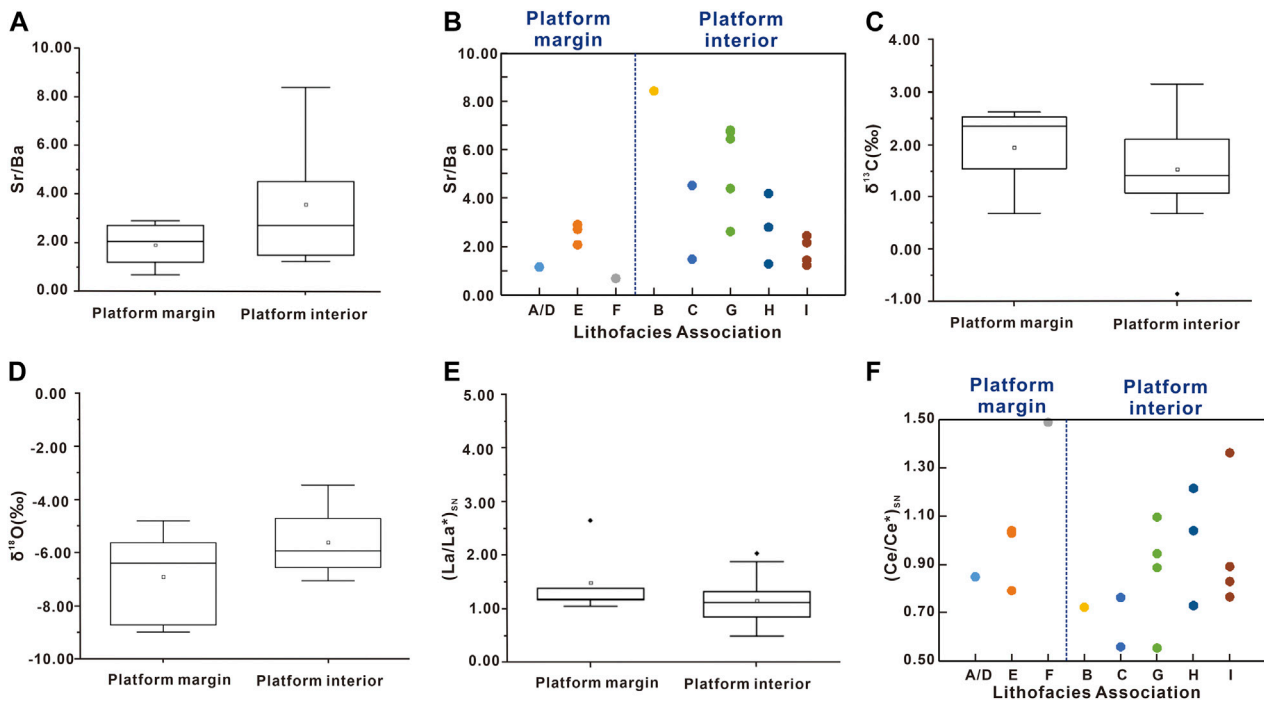 A
10.00
8.00
6.00
4.00
2.00
0.00
Sr/Ba
Platform margin
Platform interior
B
Platform
margin
Platform
interior
10.00
8.00
6.00
4.00
2.00
0.00
Sr/Ba
A/D E F B C G H I
Lithofacies Association
C
4.00
3.00
2.00
1.00
0.00
-1.00
δ¹³C(‰)
Platform margin
Platform interior
D
0.00
-2.00
-4.00
-6.00
-8.00
-10.00
δ¹⁸O(‰)
Platform margin
Platform interior
E
5.00
4.00
3.00
2.00
1.00
0.00
(La/La*)SN
Platform margin
Platform interior
F
Platform
margin
Platform
interior
1.50
1.30
1.10
0.90
0.70
0.50
(Ce/Ce*)SN
A/D E F B C G H I
Lithofacies Association